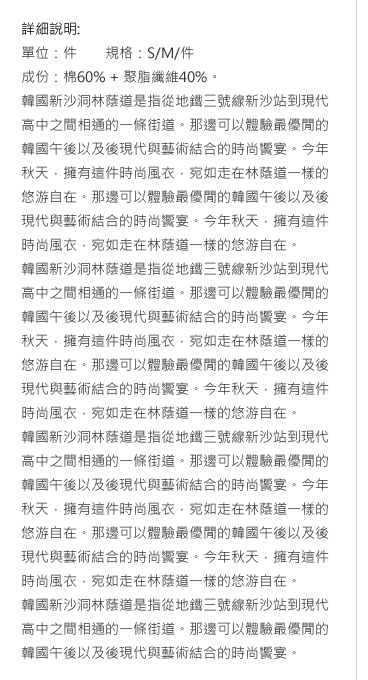 詳細說明:
單位：件　　規格：S/M/件
成份：棉60% + 聚脂纖維40%。
韓國新沙洞林蔭道是指從地鐵三號線新沙站到現代
高中之間相通的一條街道。那邊可以體驗最優閒的
韓國午後以及後現代與藝術結合的時尚饗宴。今年
秋天，擁有這件時尚風衣，宛如走在林蔭道一樣的
悠游自在。那邊可以體驗最優閒的韓國午後以及後
現代與藝術結合的時尚饗宴。今年秋天，擁有這件
時尚風衣，宛如走在林蔭道一樣的悠游自在。
韓國新沙洞林蔭道是指從地鐵三號線新沙站到現代
高中之間相通的一條街道。那邊可以體驗最優閒的
韓國午後以及後現代與藝術結合的時尚饗宴。今年
秋天，擁有這件時尚風衣，宛如走在林蔭道一樣的
悠游自在。那邊可以體驗最優閒的韓國午後以及後
現代與藝術結合的時尚饗宴。今年秋天，擁有這件
時尚風衣，宛如走在林蔭道一樣的悠游自在。
韓國新沙洞林蔭道是指從地鐵三號線新沙站到現代
高中之間相通的一條街道。那邊可以體驗最優閒的
韓國午後以及後現代與藝術結合的時尚饗宴。今年
秋天，擁有這件時尚風衣，宛如走在林蔭道一樣的
悠游自在。那邊可以體驗最優閒的韓國午後以及後
現代與藝術結合的時尚饗宴。今年秋天，擁有這件
時尚風衣，宛如走在林蔭道一樣的悠游自在。
韓國新沙洞林蔭道是指從地鐵三號線新沙站到現代
高中之間相通的一條街道。那邊可以體驗最優閒的
韓國午後以及後現代與藝術結合的時尚饗宴。